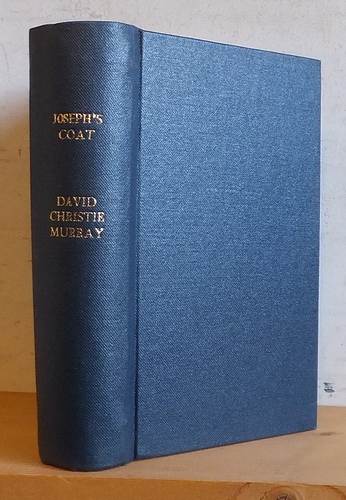 JOSEPH'S
COAT
DAVID
CHRISTIE
MURRAY